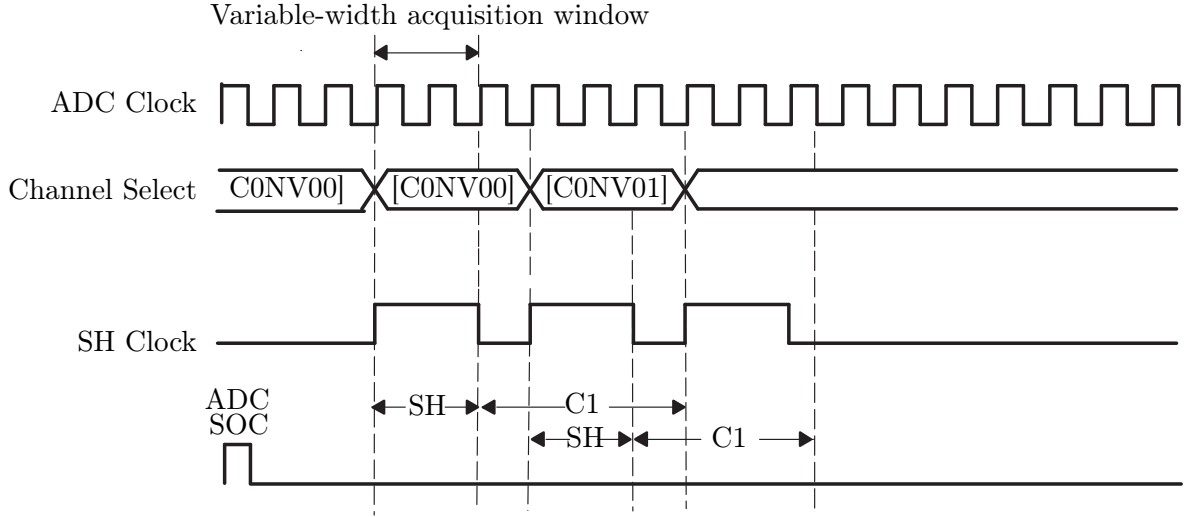 Variable-width acquisition window
ADC Clock
Channel Select
C0NV00]
[C0NV00]
[C0NV01]
SH Clock
ADC
SOC
SH
C1
SH
C1